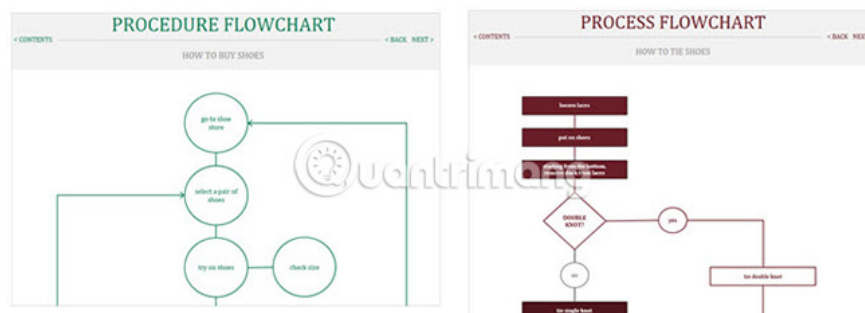 PROCEDURE FLOWCHART
< CONTENTS
< BACK NEXT >
HOW TO BUY SHOES
go to shoe
store
select a pair of
shoes
try on shoes
check size
Quantrimang
PROCESS FLOWCHART
< CONTENTS
< BACK
HOW TO TIE SHOES
loosen laces
put on shoes
starting from the bottom,
laces
DOUBLE
KNOT?
yes
no
tie double knot
tie single knot